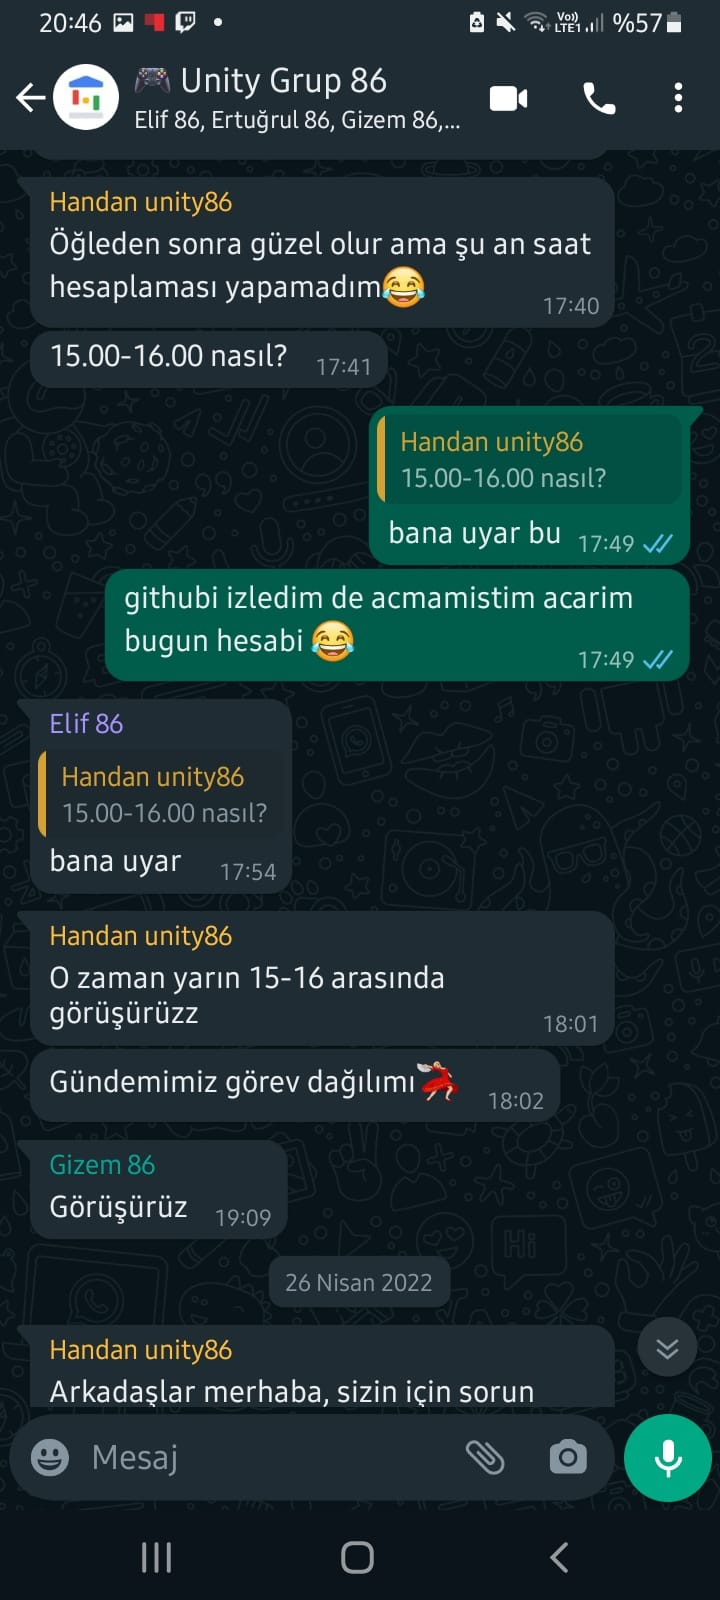 20:46 Vo)) LTE1 %57
🎮 Unity Grup 86
Elif 86, Ertuğrul 86, Gizem 86,...
Handan unity86
Öğleden sonra güzel olur ama şu an saat
hesaplaması yapamadım😂
17:40
15.00-16.00 nasıl? 17:41
Handan unity86
15.00-16.00 nasıl?
bana uyar bu 17:49
githubi izledim de acmamistim acarim
bugun hesabi 😂
17:49
Elif 86
Handan unity86
15.00-16.00 nasıl?
bana uyar 17:54
Handan unity86
O zaman yarın 15-16 arasında
görüşürüzz
18:01
Gündemimiz görev dağılımı💃 18:02
Gizem 86
Görüşürüz 19:09
26 Nisan 2022
Handan unity86
Arkadaşlar merhaba, sizin için sorun
Mesaj